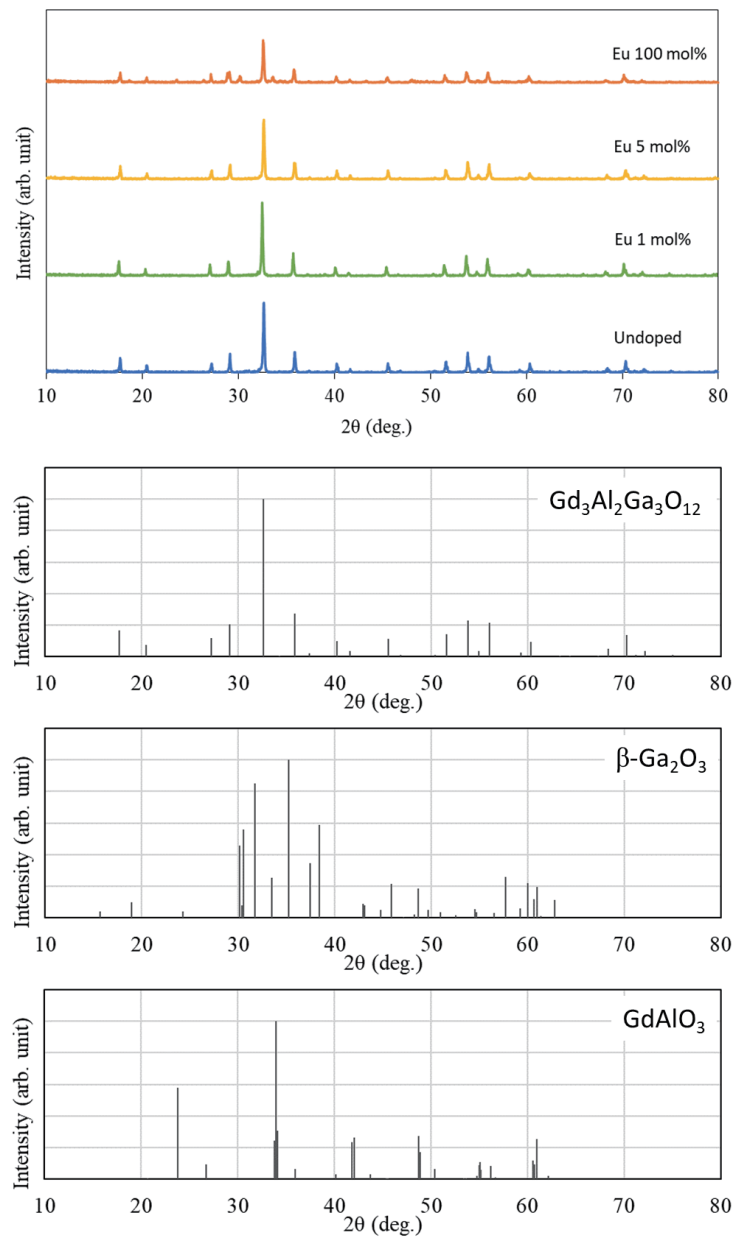 Intensity (arb. unit)
Eu 100 mol%
Eu 5 mol%
Eu 1 mol%
Undoped
10 20 30 40 50 60 70 80
2θ (deg.)
Intensity (arb. unit)
Gd₃Al₂Ga₃O₁₂
10 20 30 40 50 60 70 80
2θ (deg.)
Intensity (arb. unit)
β-Ga₂O₃
10 20 30 40 50 60 70 80
2θ (deg.)
Intensity (arb. unit)
GdAlO₃
10 20 30 40 50 60 70 80
2θ (deg.)